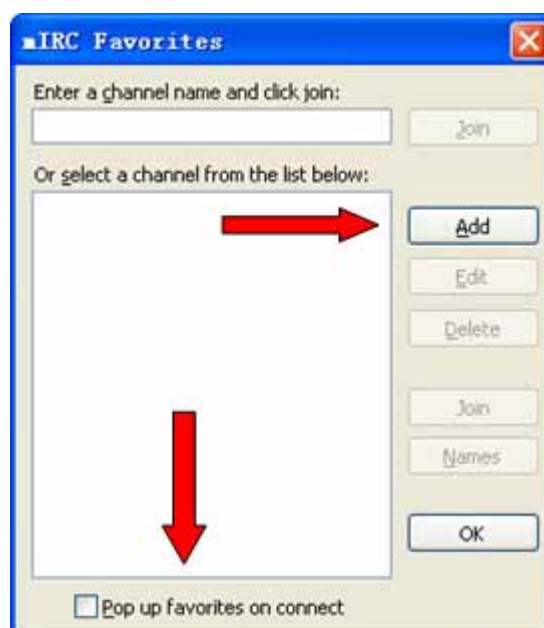 mIRC Favorites
Enter a channel name and click join:
Join
Or select a channel from the list below:
Add
Edit
Delete
Join
Names
OK
Pop up favorites on connect